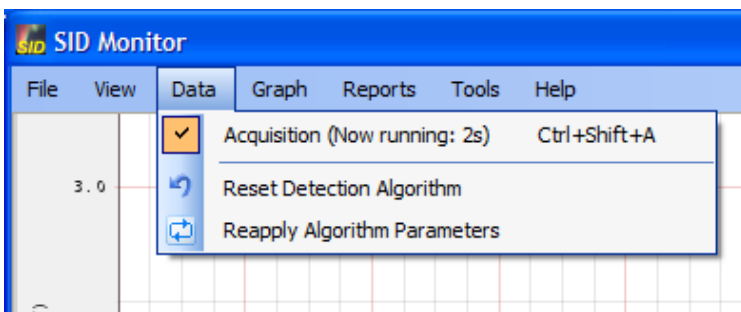 SID SID Monitor
File View Data Graph Reports Tools Help
Acquisition (Now running: 2s) Ctrl+Shift+A
3.0 Reset Detection Algorithm
Reapply Algorithm Parameters